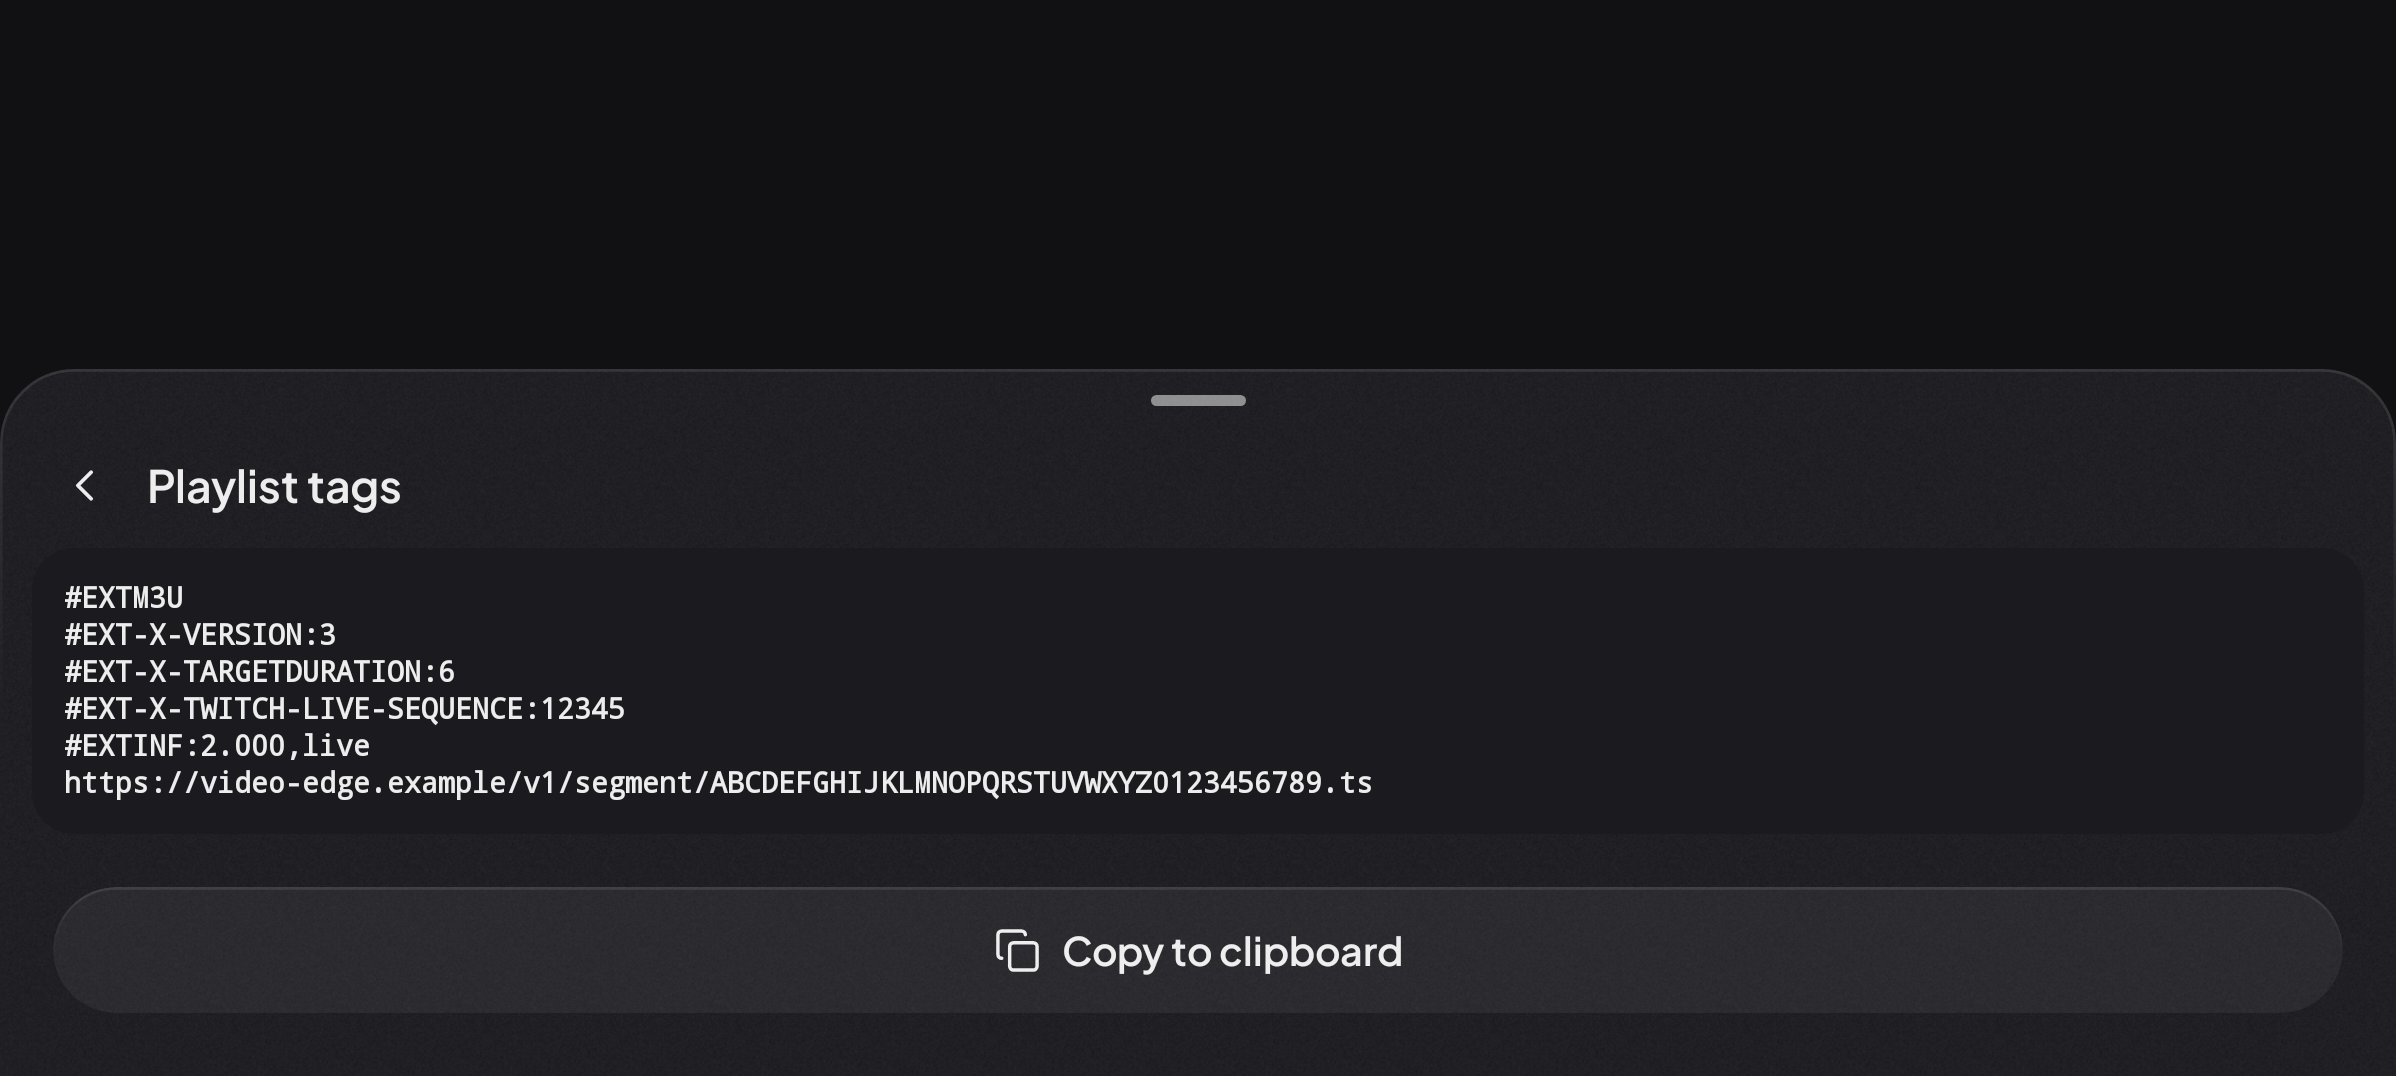 Playlist tags
#EXTM3U
#EXT-X-VERSION:3
#EXT-X-TARGETDURATION:6
#EXT-X-TWITCH-LIVE-SEQUENCE:12345
#EXTINF:2.000,live
https://video-edge.example/v1/segment/ABCDEFGHIJKLMNOPQRSTUVWXYZ0123456789.ts
Copy to clipboard